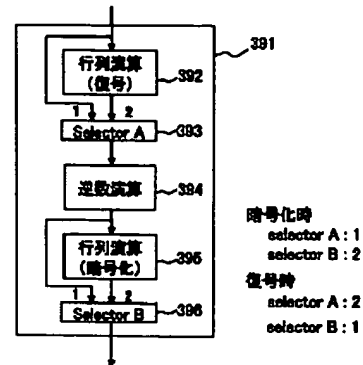 391
行列演算
(復号)
392
1
2
Selector A
393
逆数演算
394
行列演算
(暗号化)
395
1
2
Selector B
396
暗号化時
selector A : 1
selector B : 2
復号時
selector A : 2
selector B : 1